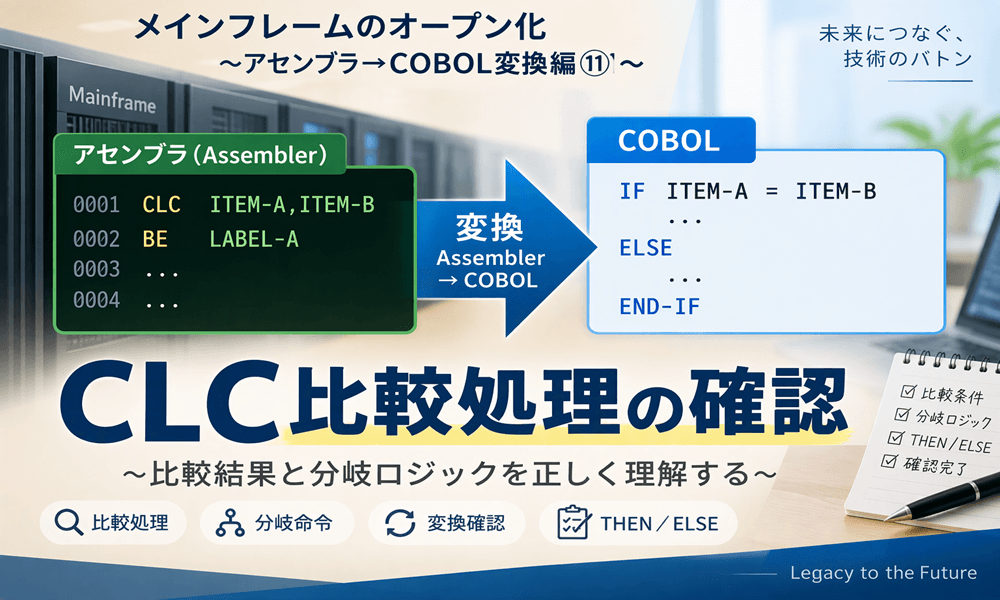 メインフレームのオープン化
～アセンブラ→COBOL変換編⑪～
未来につなぐ、
技術のバトン
Mainframe
アセンブラ（Assembler）
0001 CLC ITEM-A,ITEM-B
0002 BE LABEL-A
0003 ...
0004 ...
変換
Assembler
→ COBOL
COBOL
IF ITEM-A = ITEM-B
...
ELSE
...
END-IF
CLC比較処理の確認
～比較結果と分岐ロジックを正しく理解する～
☑ 比較条件
☑ 分岐ロジック
☑ THEN/ELSE
☑ 確認完了
比較処理
分岐命令
変換確認
THEN／ELSE
Legacy to the Future